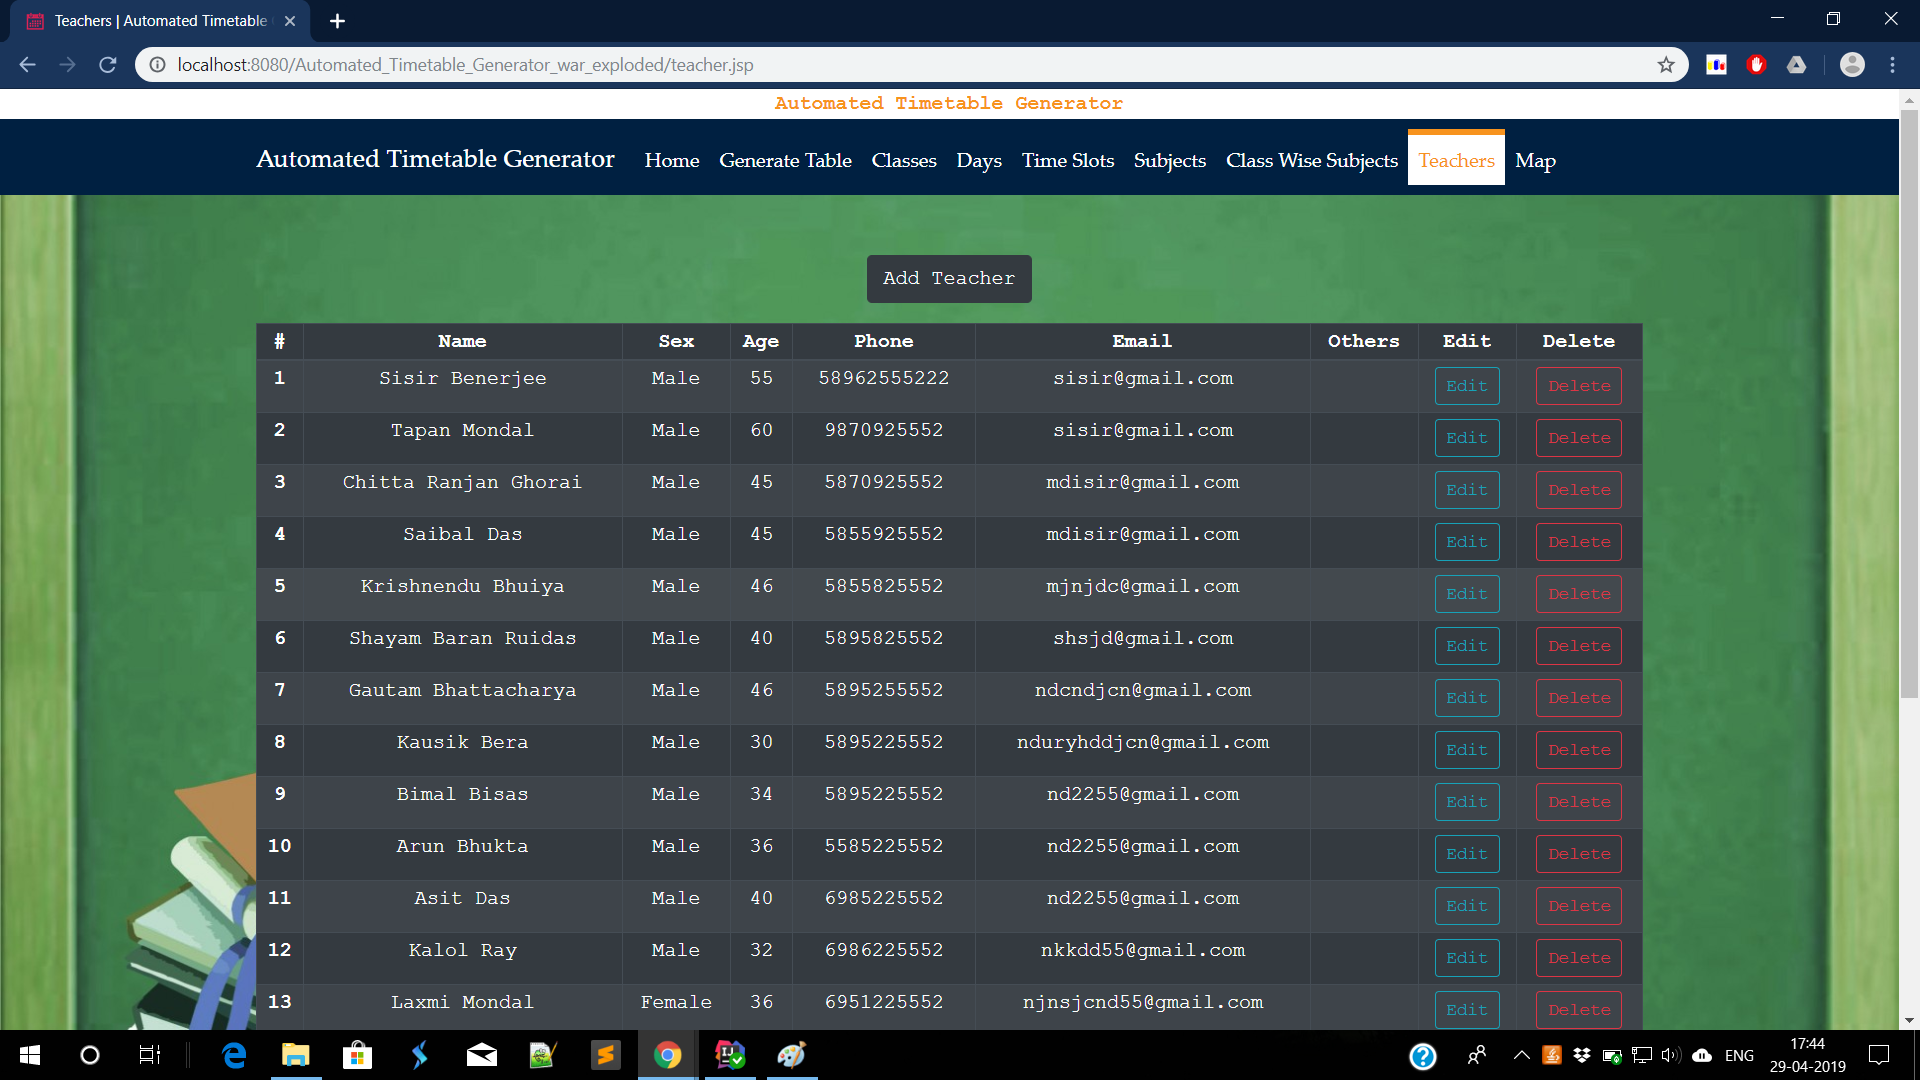 Teachers | Automated Timetable
localhost:8080/Automated_Timetable_Generator_war_exploded/teacher.jsp
Automated Timetable Generator
Automated Timetable Generator Home Generate Table Classes Days Time Slots Subjects Class Wise Subjects Teachers Map
Add Teacher
# Name Sex Age Phone Email Others Edit Delete
1 Sisir Benerjee Male 55 58962555222 sisir@gmail.com Edit Delete
2 Tapan Mondal Male 60 9870925552 sisir@gmail.com Edit Delete
3 Chitta Ranjan Ghorai Male 45 5870925552 mdisir@gmail.com Edit Delete
4 Saibal Das Male 45 5855925552 mdisir@gmail.com Edit Delete
5 Krishnendu Bhuiya Male 46 5855825552 mjnjdc@gmail.com Edit Delete
6 Shayam Baran Ruidas Male 40 5895825552 shsjd@gmail.com Edit Delete
7 Gautam Bhattacharya Male 46 5895255552 ndcndjcn@gmail.com Edit Delete
8 Kausik Bera Male 30 5895225552 nduryhddjcn@gmail.com Edit Delete
9 Bimal Bisas Male 34 5895225552 nd2255@gmail.com Edit Delete
10 Arun Bhukta Male 36 5585225552 nd2255@gmail.com Edit Delete
11 Asit Das Male 40 6985225552 nd2255@gmail.com Edit Delete
12 Kalol Ray Male 32 6986225552 nkkdd55@gmail.com Edit Delete
13 Laxmi Mondal Female 36 6951225552 njnsjcnd55@gmail.com Edit Delete
ENG
17:44
29-04-2019